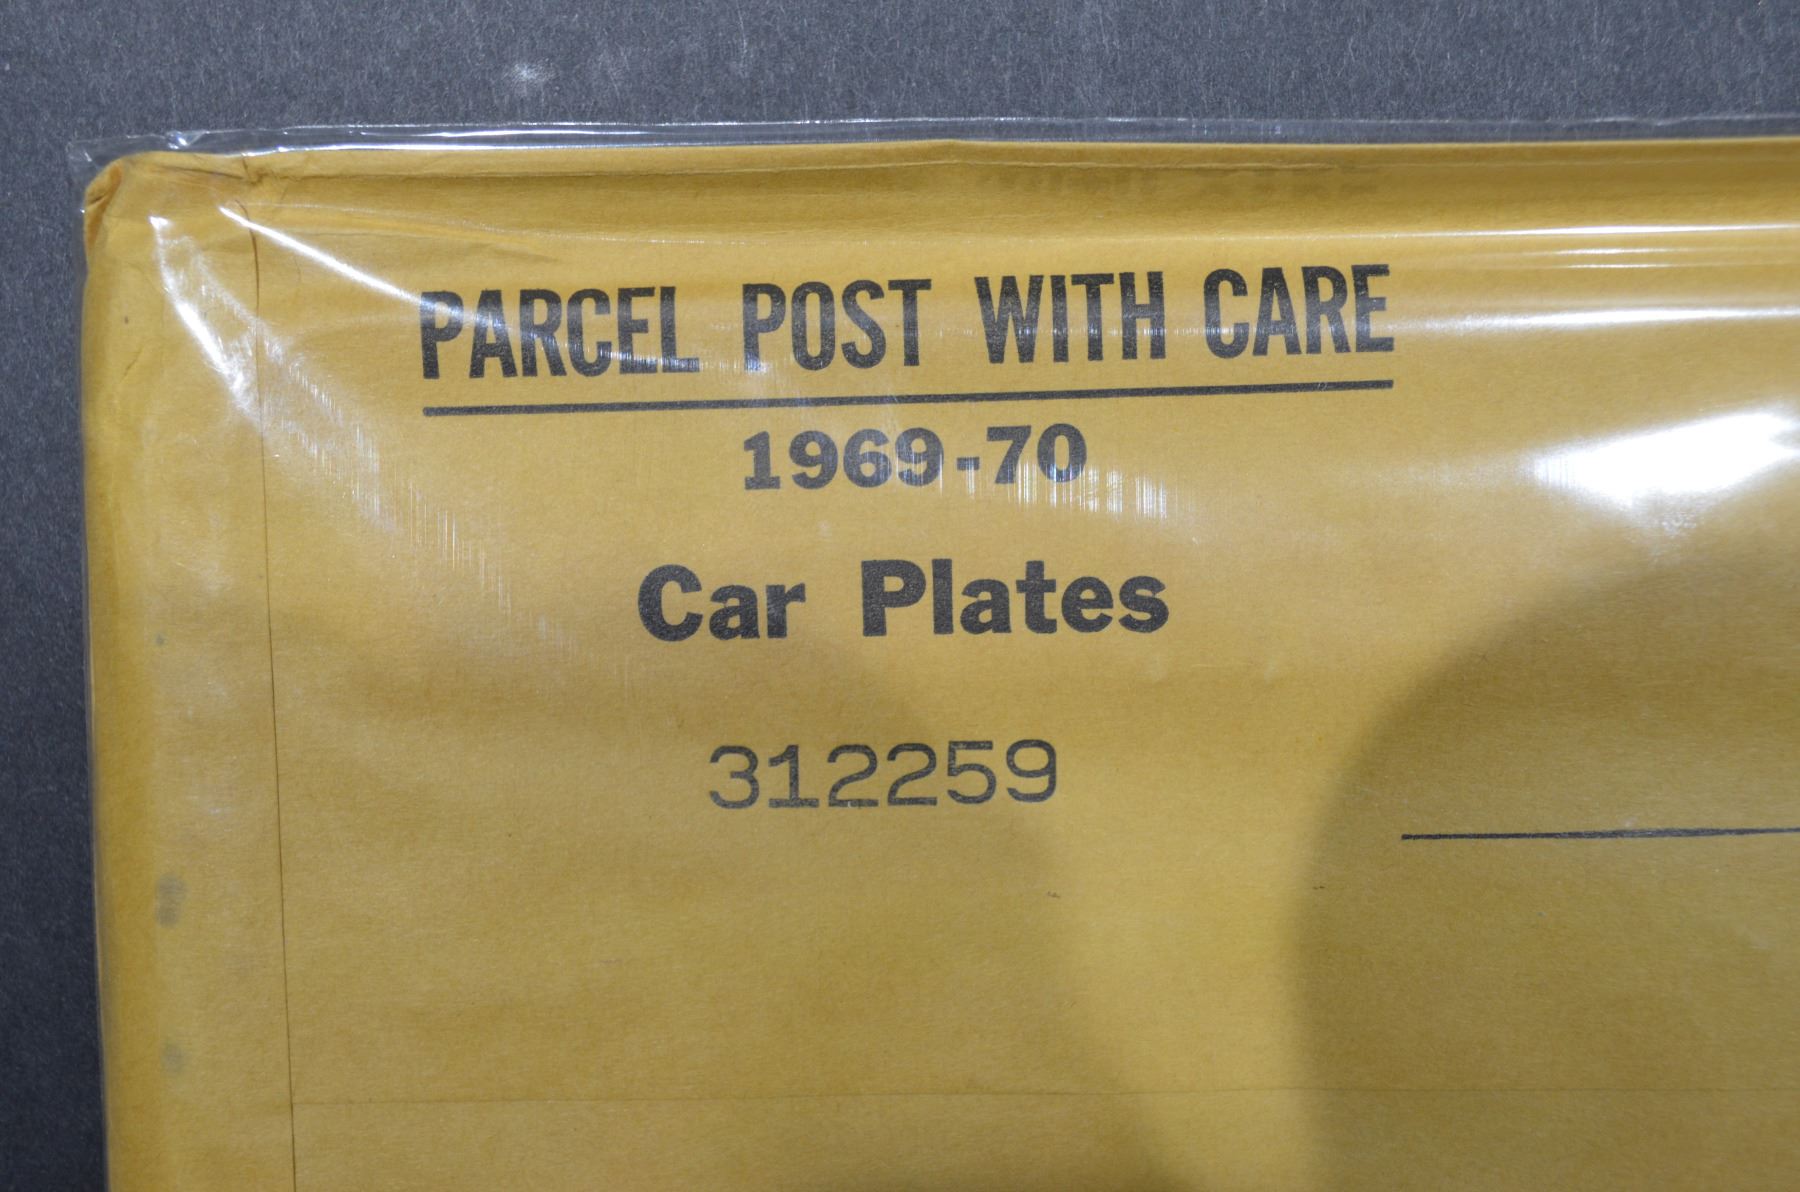 PARCEL POST WITH CARE
1969-70
Car Plates
312259